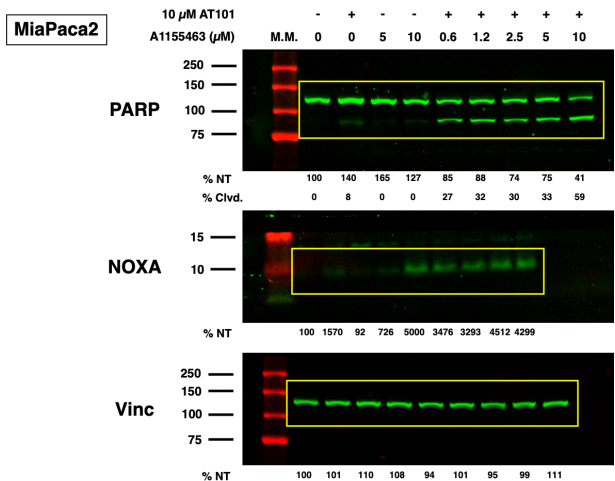 MiaPaca2
10 µM AT101 - + - - + + + + +
A1155463 (µM) M.M. 0 0 5 10 0.6 1.2 2.5 5 10
PARP
250
150
100
75
% NT 100 140 165 127 85 88 74 75 41
% Clvd. 0 8 0 0 27 32 30 33 59
NOXA
15
10
% NT 100 1570 92 726 5000 3476 3293 4512 4299
Vinc
250
150
100
75
% NT 100 101 110 108 94 101 95 99 111